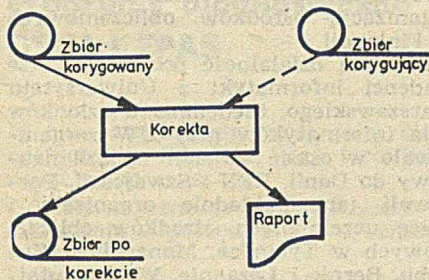 Zbiór
korygowany
Zbiór
korygujący
Korekta
Raport
Zbiór po
korekcie